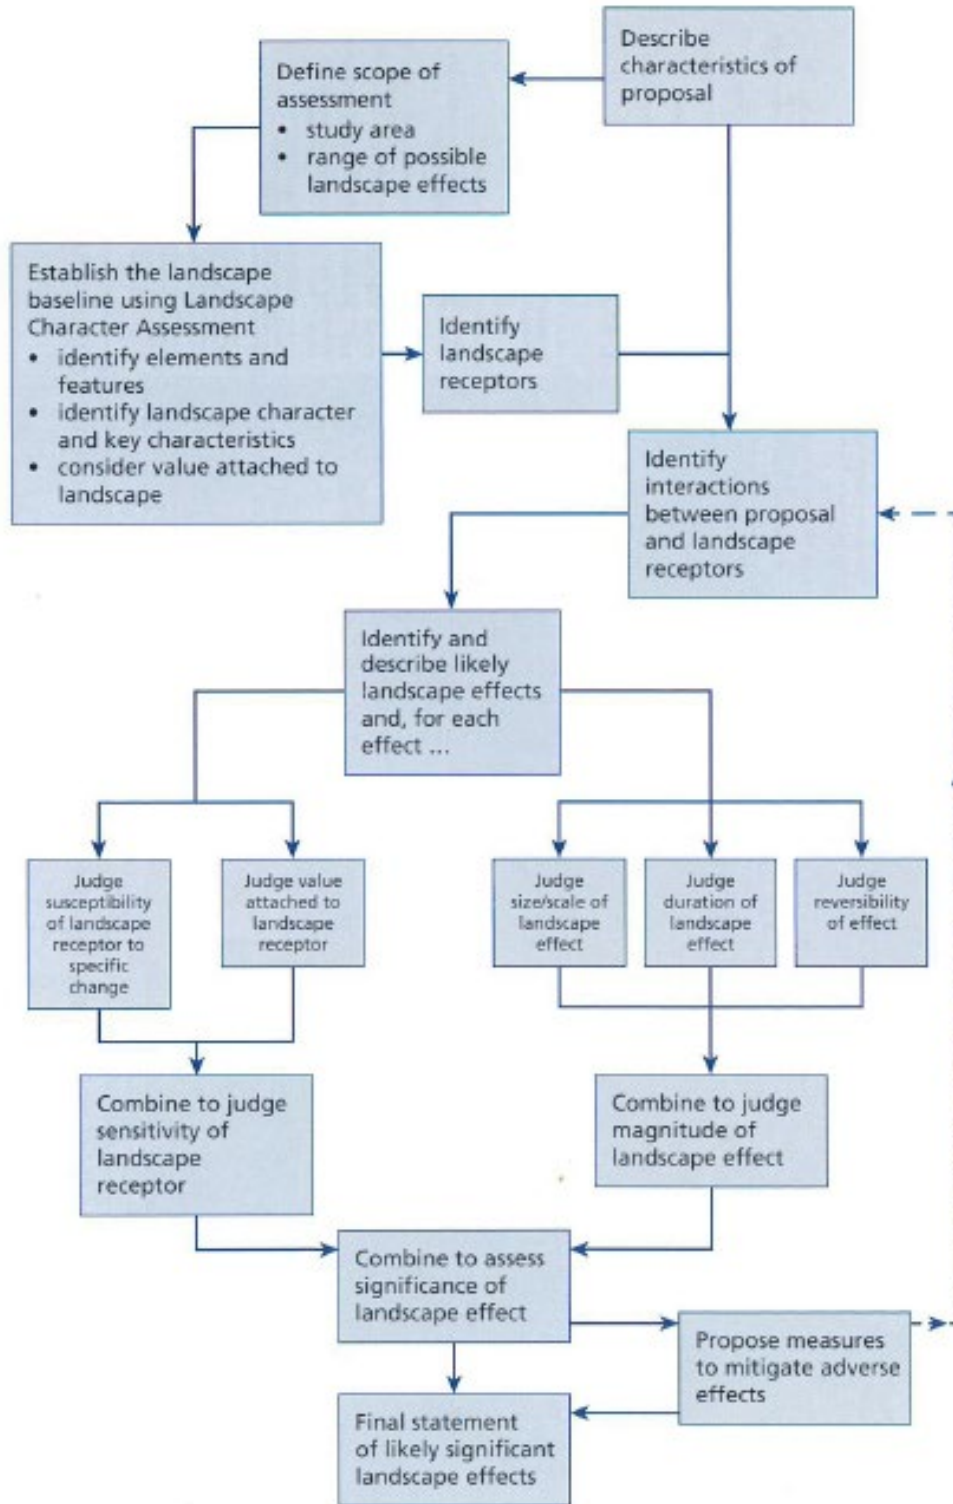 Describe
characteristics of
proposal
Define scope of
assessment
• study area
• range of possible
landscape effects
Establish the landscape
baseline using Landscape
Character Assessment
• identify elements and
features
• identify landscape character
and key characteristics
• consider value attached to
landscape
Identify
landscape
receptors
Identify
interactions
between proposal
and landscape
receptors
Identify and
describe likely
landscape effects
and, for each
effect ...
Judge
susceptibility
of landscape
receptor to
specific
change
Judge value
attached to
landscape
receptor
Judge
size/scale of
landscape
effect
Judge
duration of
landscape
effect
Judge
reversibility
of effect
Combine to judge
sensitivity of
landscape
receptor
Combine to judge
magnitude of
landscape effect
Combine to assess
significance of
landscape effect
Propose measures
to mitigate adverse
effects
Final statement
of likely significant
landscape effects